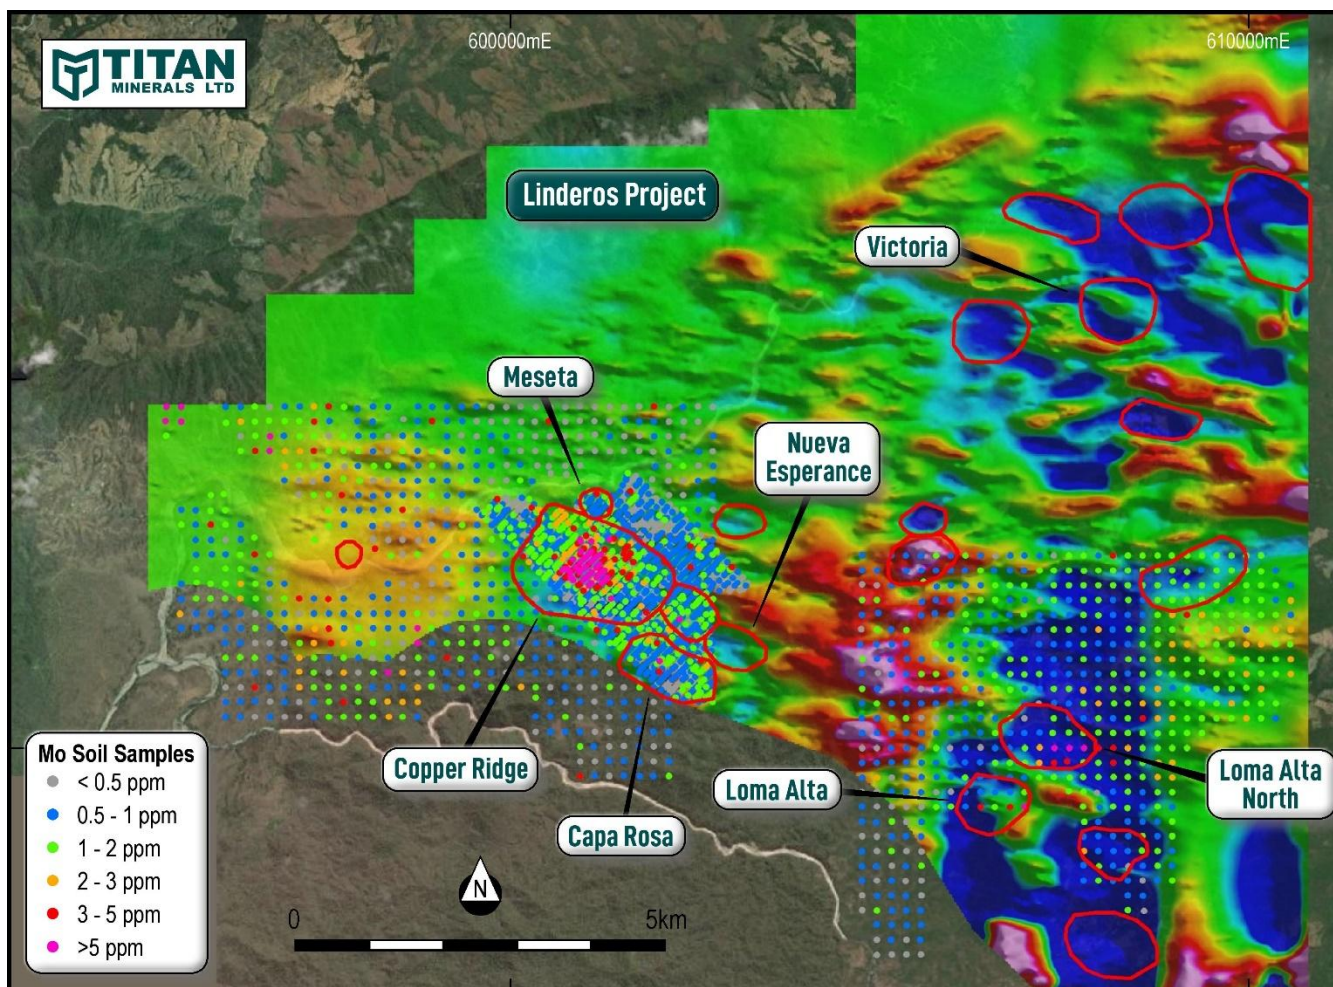 TITAN
MINERALS LTD
600000mE
610000mE
Linderos Project
Victoria
Meseta
Nueva
Esperance
Copper Ridge
Capa Rosa
Loma Alta
Loma Alta
North
Mo Soil Samples
< 0.5 ppm
0.5 - 1 ppm
1 - 2 ppm
2 - 3 ppm
3 - 5 ppm
>5 ppm
N
0
5km